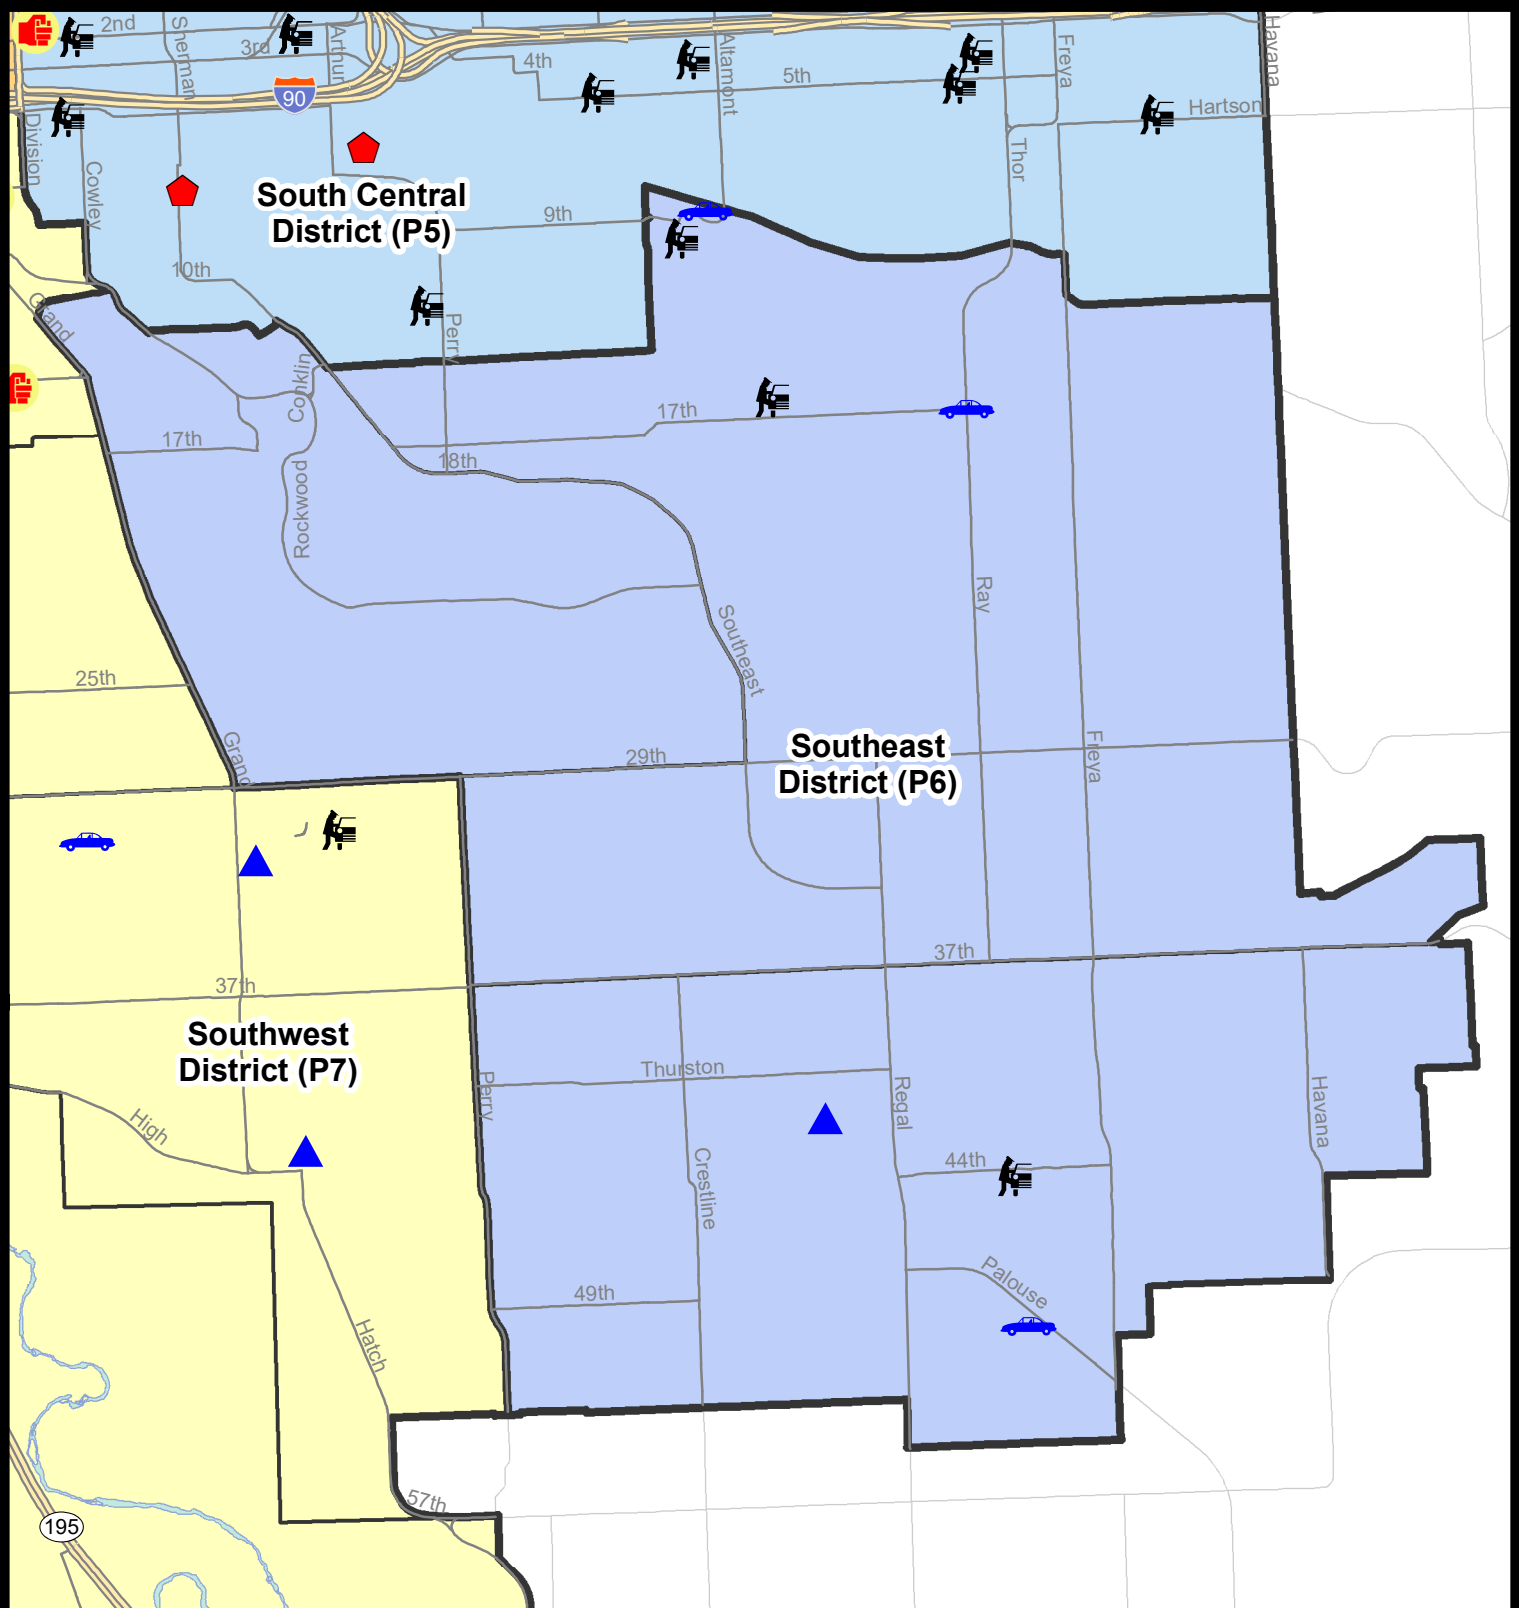 2nd
Sherman
3rd
Arthur
4th
Altamont
5th
Freya
Havana
90
Hartson
Division
Cowley
Thor
South Central
District (P5)
9th
10th
Grand
Perry
Conklin
17th
17th
18th
Rockwood
Ray
Southeast
25th
Grand
29th
Southeast
District (P6)
Freya
37th
37th
Southwest
District (P7)
Thurston
Perry
Regal
Havana
High
Crestline
44th
Palouse
49th
Hatch
57th
195